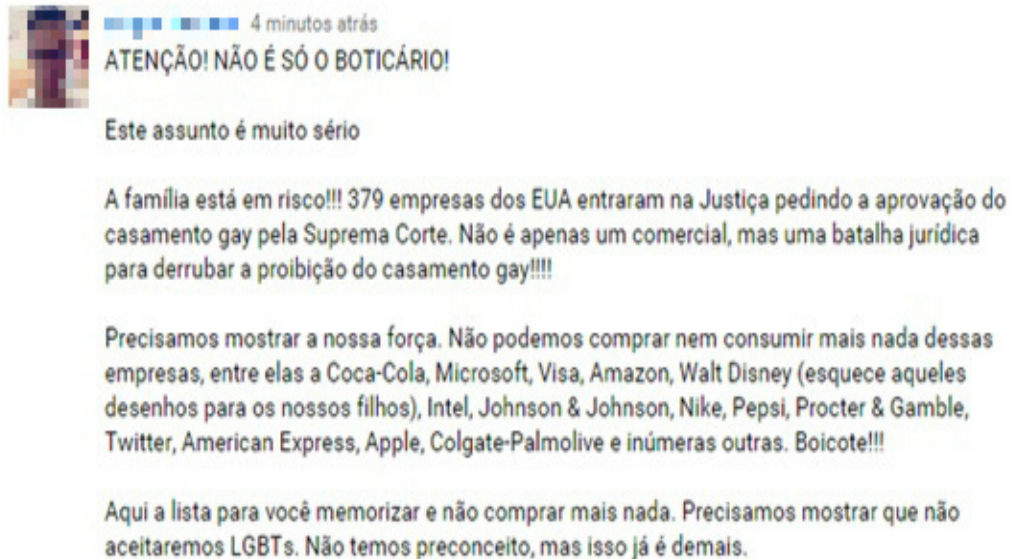 4 minutos atrás
ATENÇÃO! NÃO É SÓ O BOTICÁRIO!
Este assunto é muito sério
A família está em risco!!! 379 empresas dos EUA entraram na Justiça pedindo a aprovação do
casamento gay pela Suprema Corte. Não é apenas um comercial, mas uma batalha jurídica
para derrubar a proibição do casamento gay!!!!
Precisamos mostrar a nossa força. Não podemos comprar nem consumir mais nada dessas
empresas, entre elas a Coca-Cola, Microsoft, Visa, Amazon, Walt Disney (esquece aqueles
desenhos para os nossos filhos), Intel, Johnson & Johnson, Nike, Pepsi, Procter & Gamble,
Twitter, American Express, Apple, Colgate-Palmolive e inúmeras outras. Boicote!!!
Aqui a lista para você memorizar e não comprar mais nada. Precisamos mostrar que não
aceitaremos LGBTs. Não temos preconceito, mas isso já é demais.